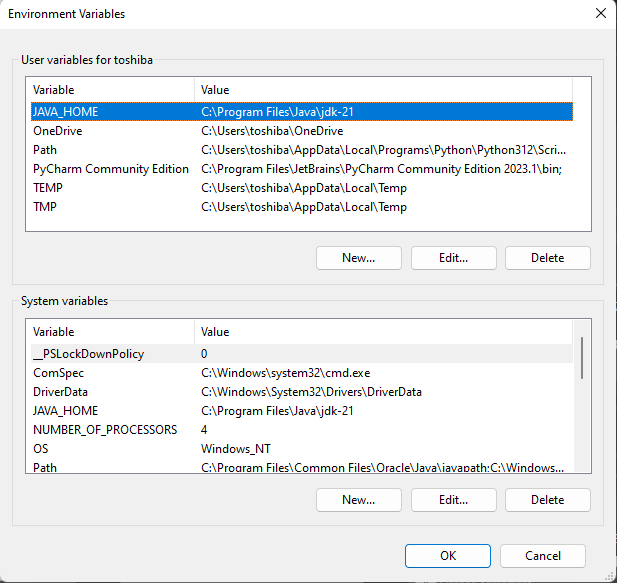 Environment Variables
User variables for toshiba
Variable Value
JAVA_HOME C:\Program Files\Java\jdk-21
OneDrive C:\Users\toshiba\OneDrive
Path C:\Users\toshiba\AppData\Local\Programs\Python\Python312\Scri...
PyCharm Community Edition C:\Program Files\JetBrains\PyCharm Community Edition 2023.1\bin;
TEMP C:\Users\toshiba\AppData\Local\Temp
TMP C:\Users\toshiba\AppData\Local\Temp
New... Edit... Delete
System variables
Variable Value
__PSLockDownPolicy 0
ComSpec C:\Windows\system32\cmd.exe
DriverData C:\Windows\System32\Drivers\DriverData
JAVA_HOME C:\Program Files\Java\jdk-21
NUMBER_OF_PROCESSORS 4
OS Windows_NT
Path C:\Program Files\Common Files\Oracle\Java\javapath;C:\Windows...
New... Edit... Delete
OK Cancel